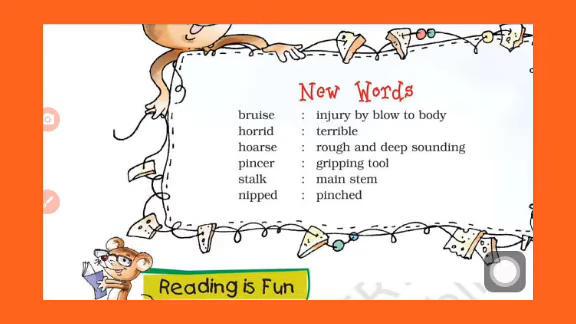 New Words
bruise : injury by blow to body
horrid : terrible
hoarse : rough and deep sounding
pincer : gripping tool
stalk : main stem
nipped : pinched
Reading is Fun